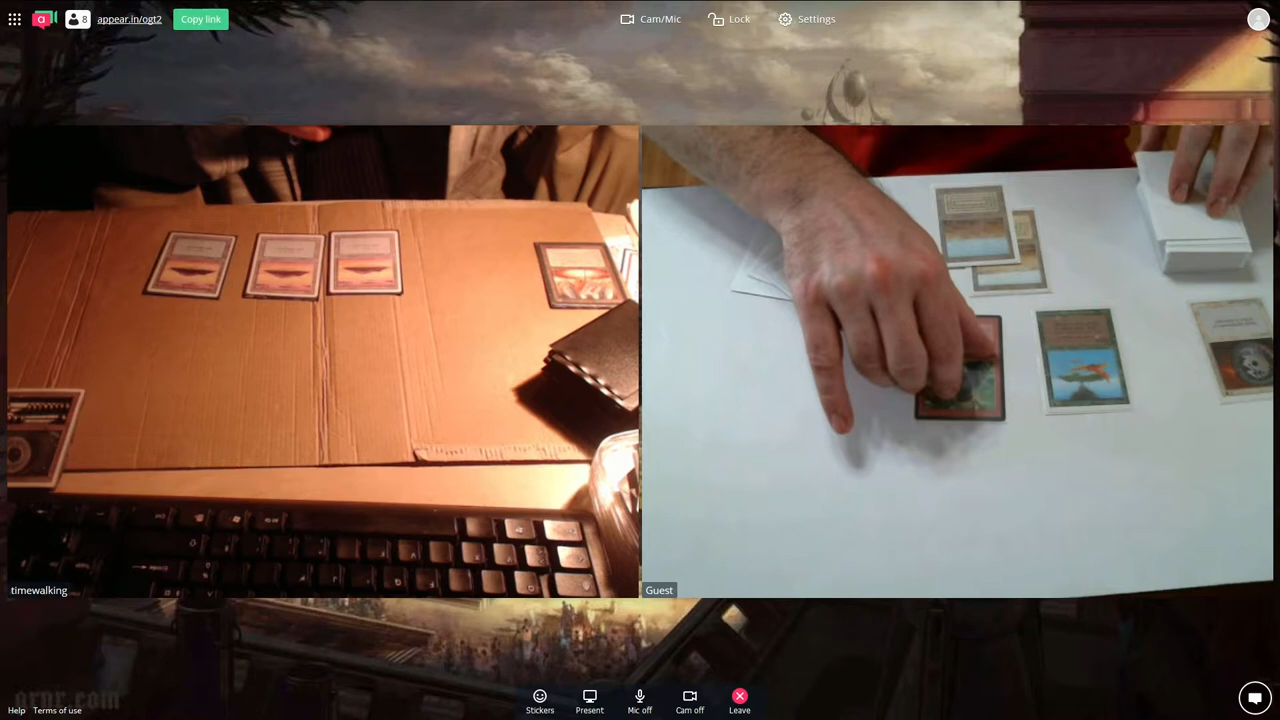 8
appear.in/ogt2
Copy link
Cam/Mic
Lock
Settings
timewalking
Guest
Stickers
Present
Mic off
Cam off
Leave
Help
Terms of use